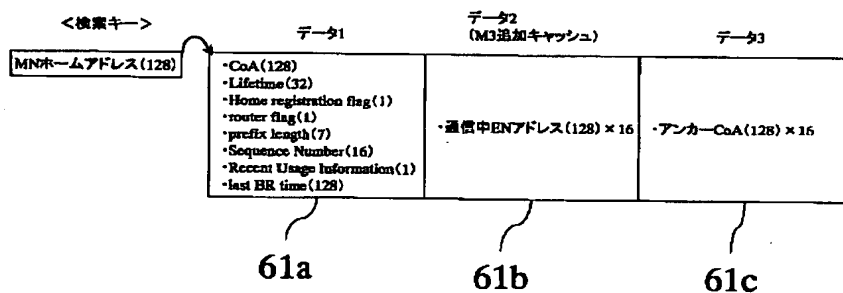 <検索キー>
MNホームアドレス(128)
データ1
・CoA(128)
・Lifetime(32)
・Home registration flag(1)
・router flag(1)
・prefix length(7)
・Sequence Number(16)
・Recent Usage Information(1)
・last BR time(128)
データ2
(M3追加キャッシュ)
・通信中ENアドレス(128)×16
データ3
・アンカーCoA(128)×16
61a
61b
61c